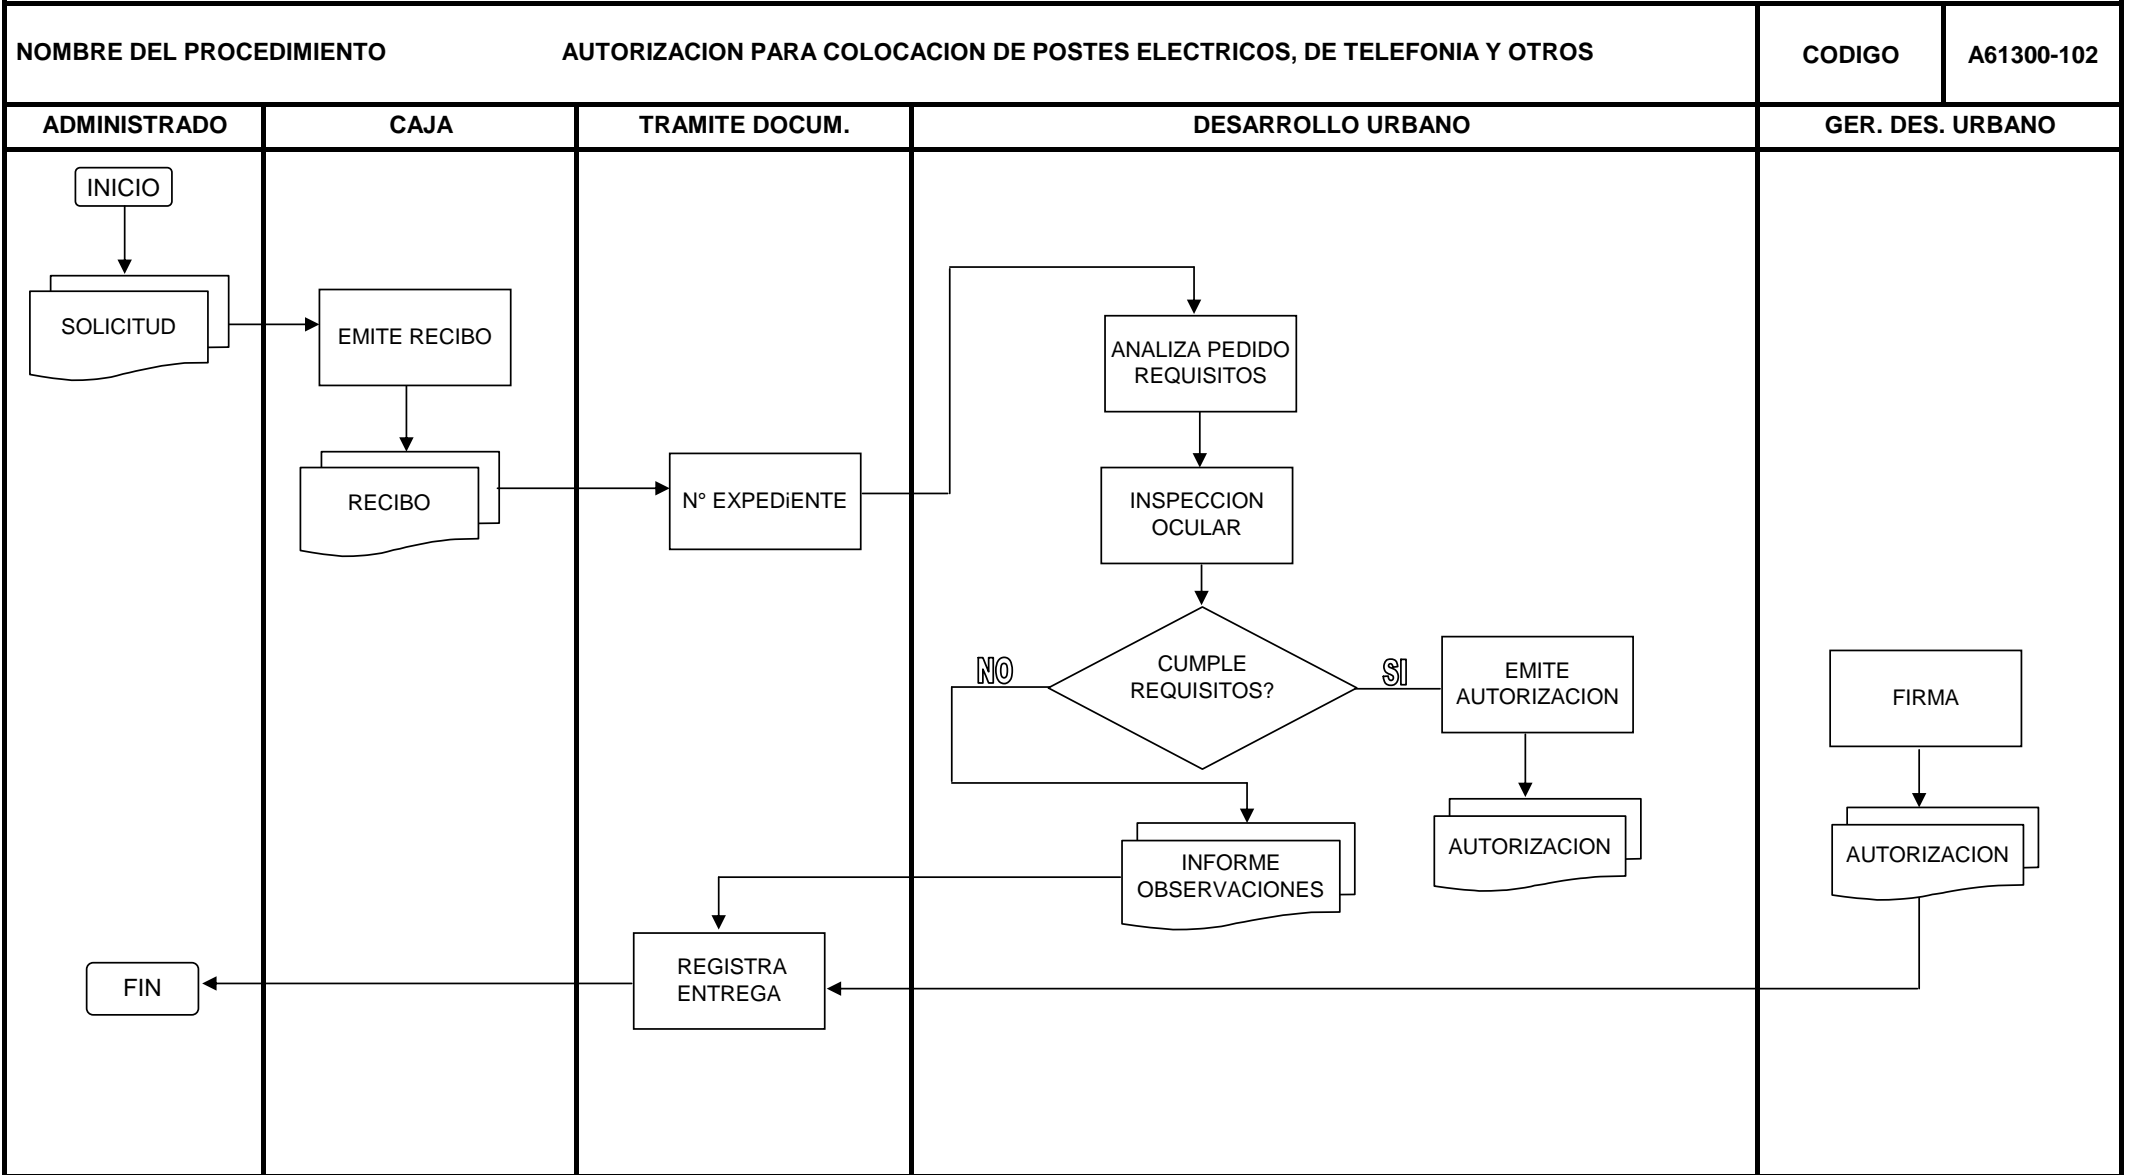 NOMBRE DEL PROCEDIMIENTO
AUTORIZACION PARA COLOCACION DE POSTES ELECTRICOS, DE TELEFONIA Y OTROS
CODIGO
A61300-102
ADMINISTRADO
CAJA
TRAMITE DOCUM.
DESARROLLO URBANO
GER. DES. URBANO
INICIO
SOLICITUD
EMITE RECIBO
RECIBO
N° EXPEDiENTE
ANALIZA PEDIDO
REQUISITOS
INSPECCION
OCULAR
CUMPLE
REQUISITOS?
NO
SI
EMITE
AUTORIZACION
FIRMA
AUTORIZACION
AUTORIZACION
INFORME
OBSERVACIONES
REGISTRA
ENTREGA
FIN